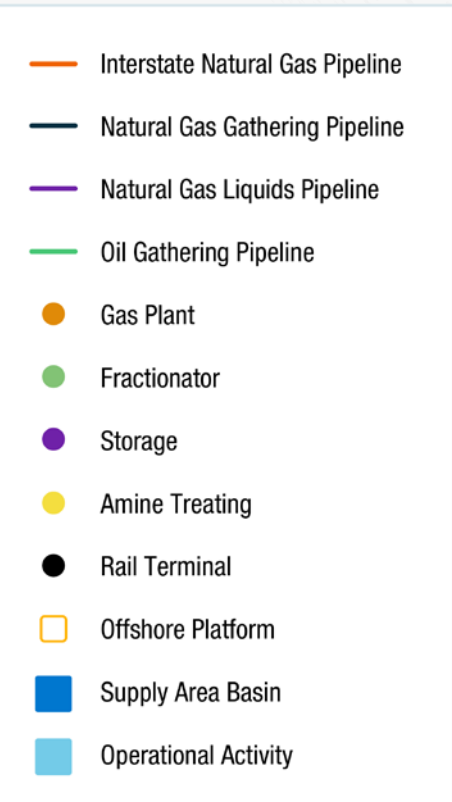 Interstate Natural Gas Pipeline
Natural Gas Gathering Pipeline
Natural Gas Liquids Pipeline
Oil Gathering Pipeline
Gas Plant
Fractionator
Storage
Amine Treating
Rail Terminal
Offshore Platform
Supply Area Basin
Operational Activity